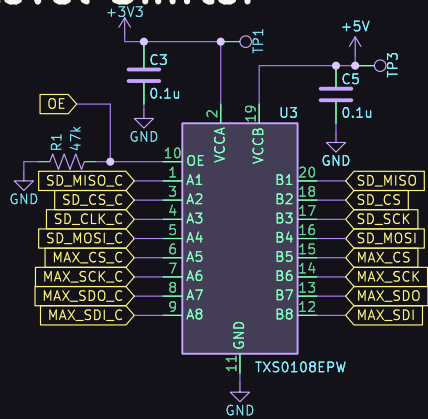 Level Shifter
+3V3
TP1
+5V
TP3
C3
0.1u
GND
C5
0.1u
GND
OE
R1
47k
GND
U3
2
VCCA
19
VCCB
10 OE
SD_MISO_C 1 A1 B1 20 SD_MISO
SD_CS_C 3 A2 B2 18 SD_CS
SD_CLK_C 4 A3 B3 17 SD_SCK
SD_MOSI_C 5 A4 B4 16 SD_MOSI
MAX_CS_C 6 A5 B5 15 MAX_CS
MAX_SCK_C 7 A6 B6 14 MAX_SCK
MAX_SDO_C 8 A7 B7 13 MAX_SDO
MAX_SDI_C 9 A8 B8 12 MAX_SDI
GND
11
TXS0108EPW
GND